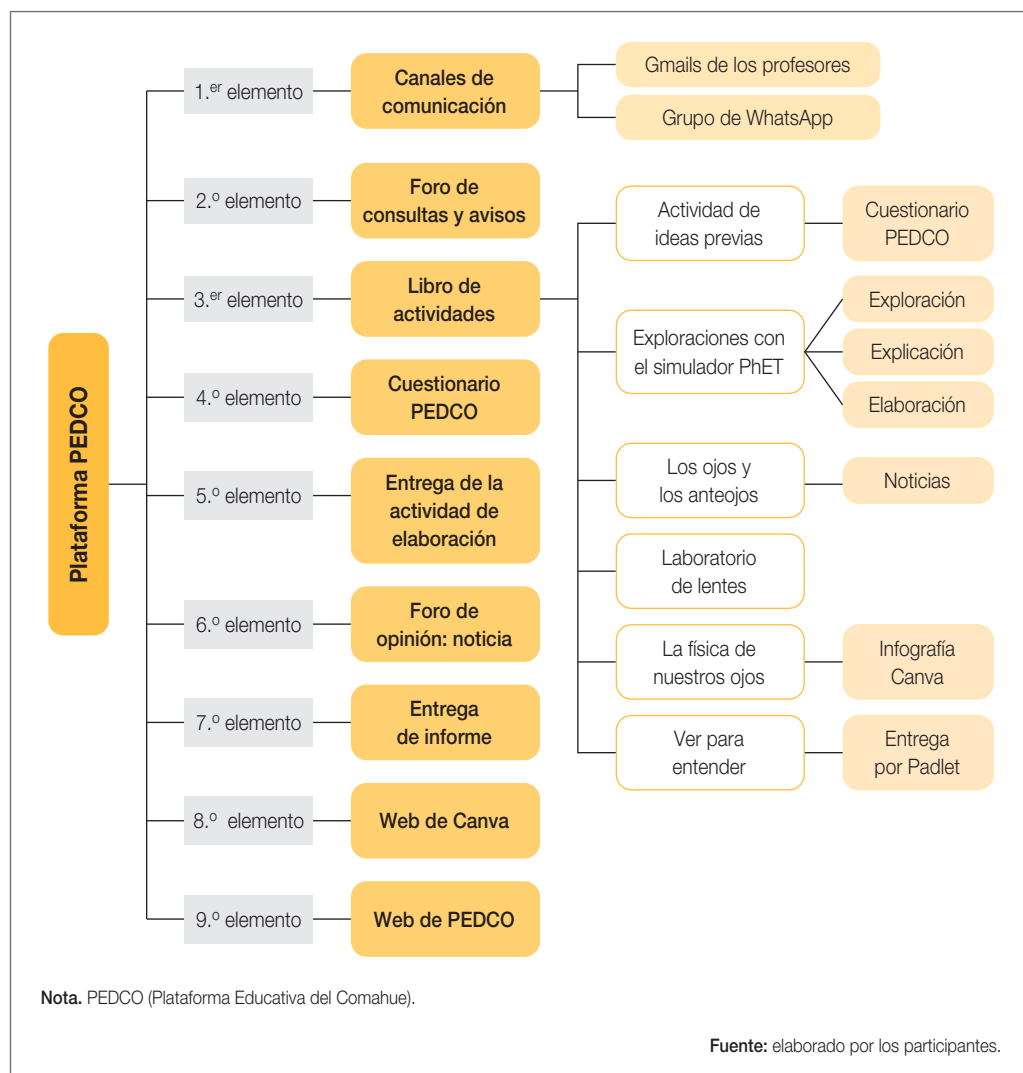 Plataforma PEDCO
1.er elemento
Canales de
comunicación
Gmails de los profesores
Grupo de WhatsApp
2.º elemento
Foro de
consultas y avisos
3.er elemento
Libro de
actividades
Actividad de
ideas previas
Cuestionario
PEDCO
Exploraciones con
el simulador PhET
Exploración
Explicación
Elaboración
Los ojos y
los anteojos
Noticias
Laboratorio
de lentes
La física de
nuestros ojos
Infografía
Canva
Ver para
entender
Entrega
por Padlet
4.º elemento
Cuestionario
PEDCO
5.º elemento
Entrega de la
actividad de
elaboración
6.º elemento
Foro de
opinión: noticia
7.º elemento
Entrega
de informe
8.º elemento
Web de Canva
9.º elemento
Web de PEDCO
Nota. PEDCO (Plataforma Educativa del Comahue).
Fuente: elaborado por los participantes.